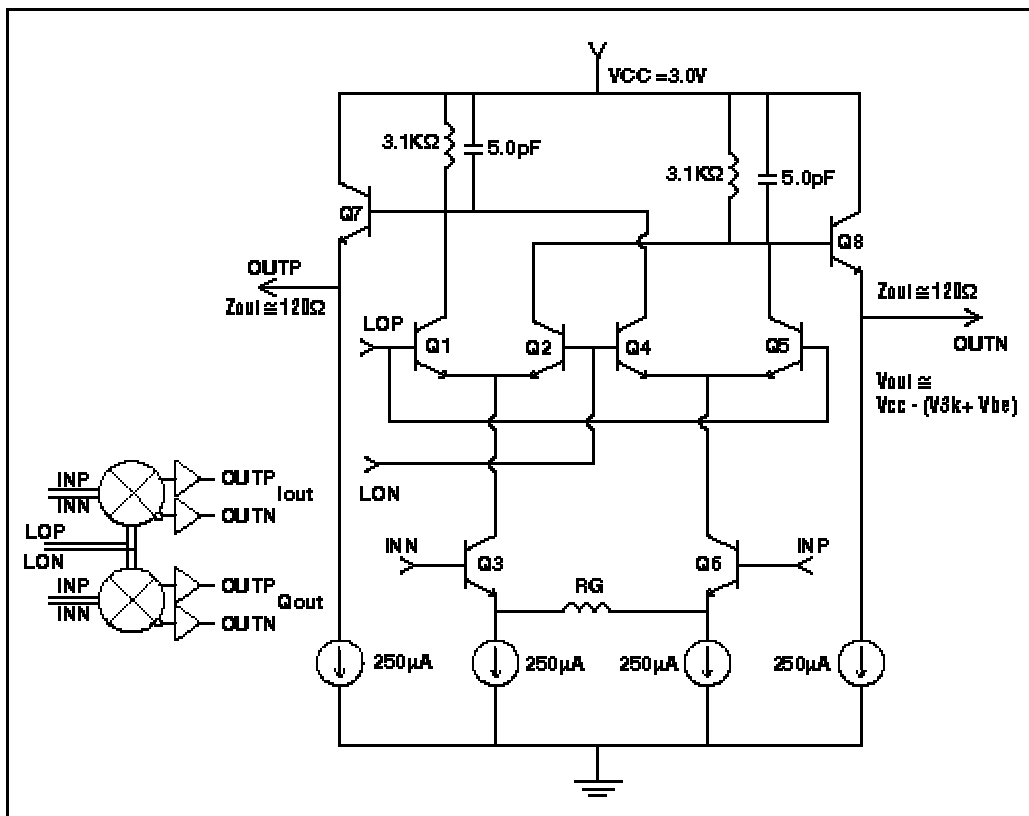 VCC =3.0V
3.1KΩ
5.0pF
3.1KΩ
5.0pF
Q7
Q8
OUTP
Zout ≅ 120Ω
Zout ≅ 120Ω
OUTN
LOP
Q1
Q2
Q4
Q5
Vout ≅
Vcc - (V3k+ Vbe)
LON
INP
INN
OUTP
Iout
OUTN
LOP
LON
INP
INN
OUTP
Qout
OUTN
INN
Q3
Q6
INP
RG
250µA
250µA
250µA
250µA